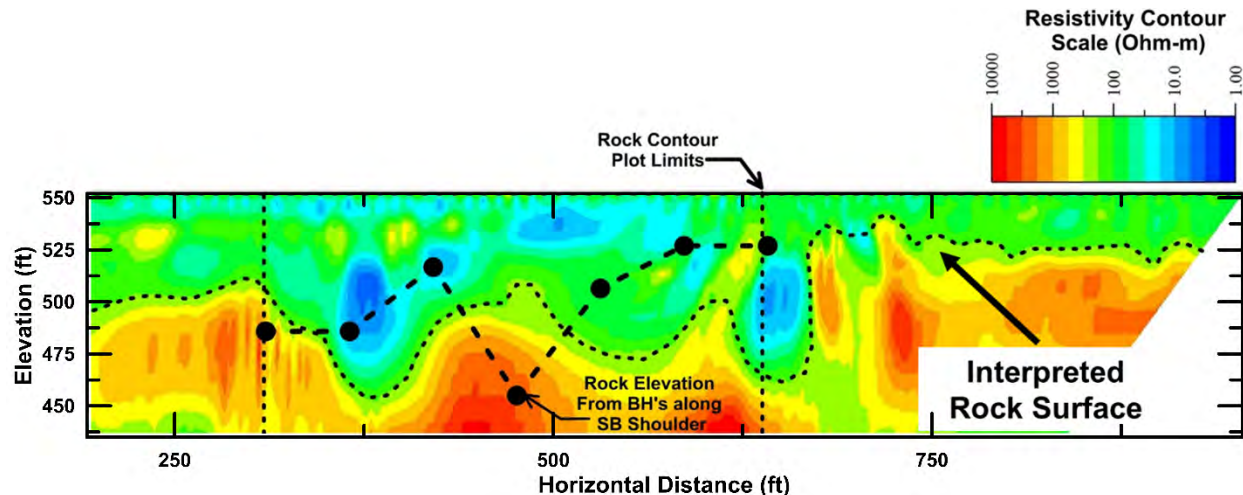 Resistivity Contour
Scale (Ohm-m)
10000
1000
100
10.0
1.00
Rock Contour
Plot Limits
550
525
500
475
450
Elevation (ft)
Rock Elevation
From BH's along
SB Shoulder
Interpreted
Rock Surface
250
500
750
Horizontal Distance (ft)